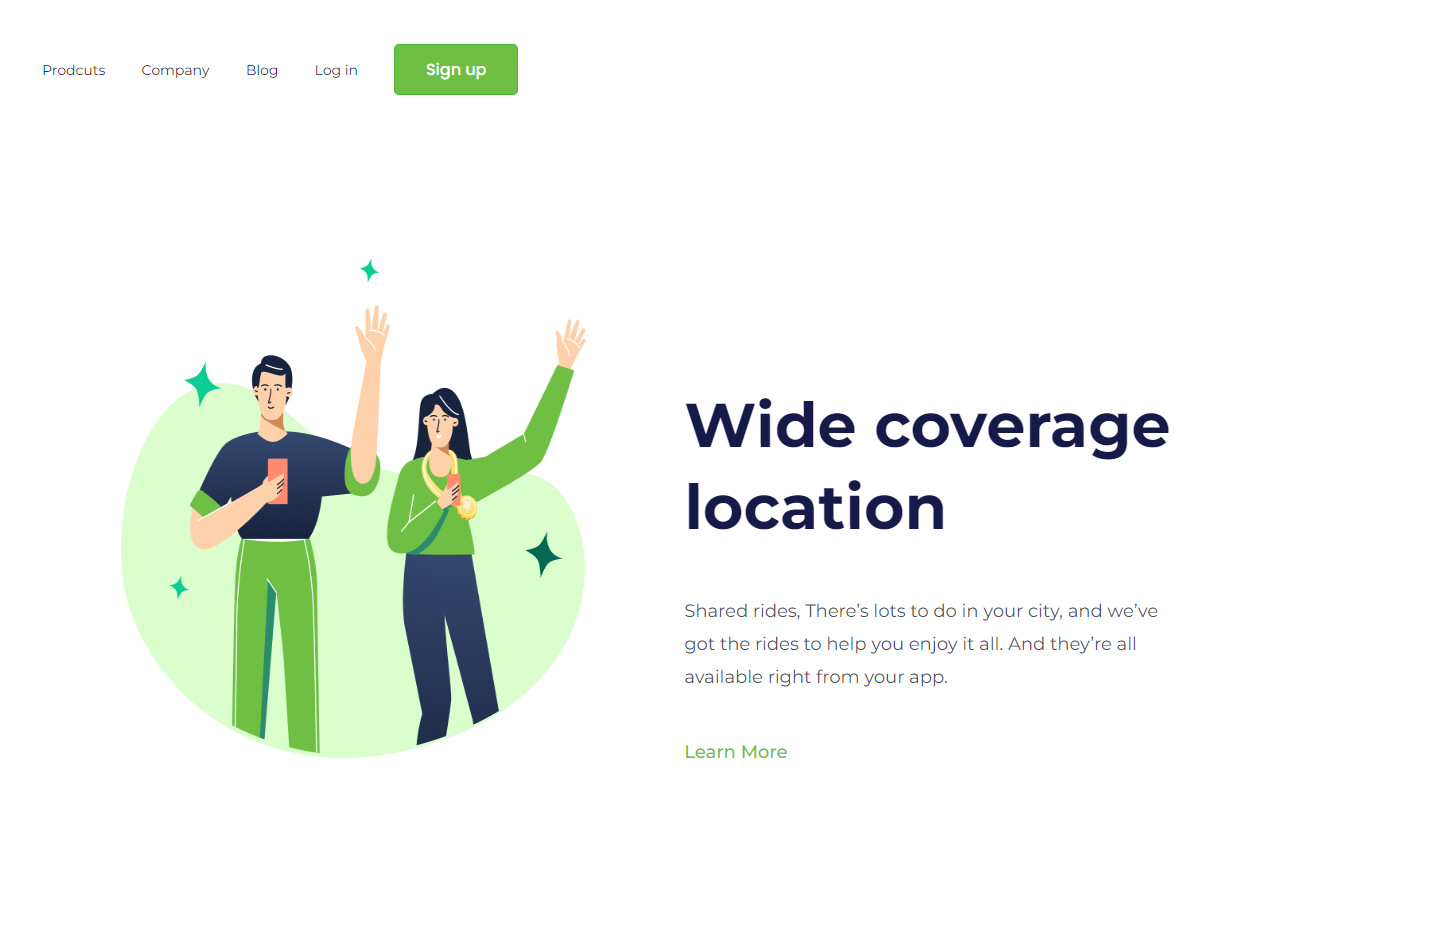 Prodcuts Company Blog Log in Sign up
Wide coverage
location
Shared rides, There’s lots to do in your city, and we’ve
got the rides to help you enjoy it all. And they’re all
available right from your app.
Learn More